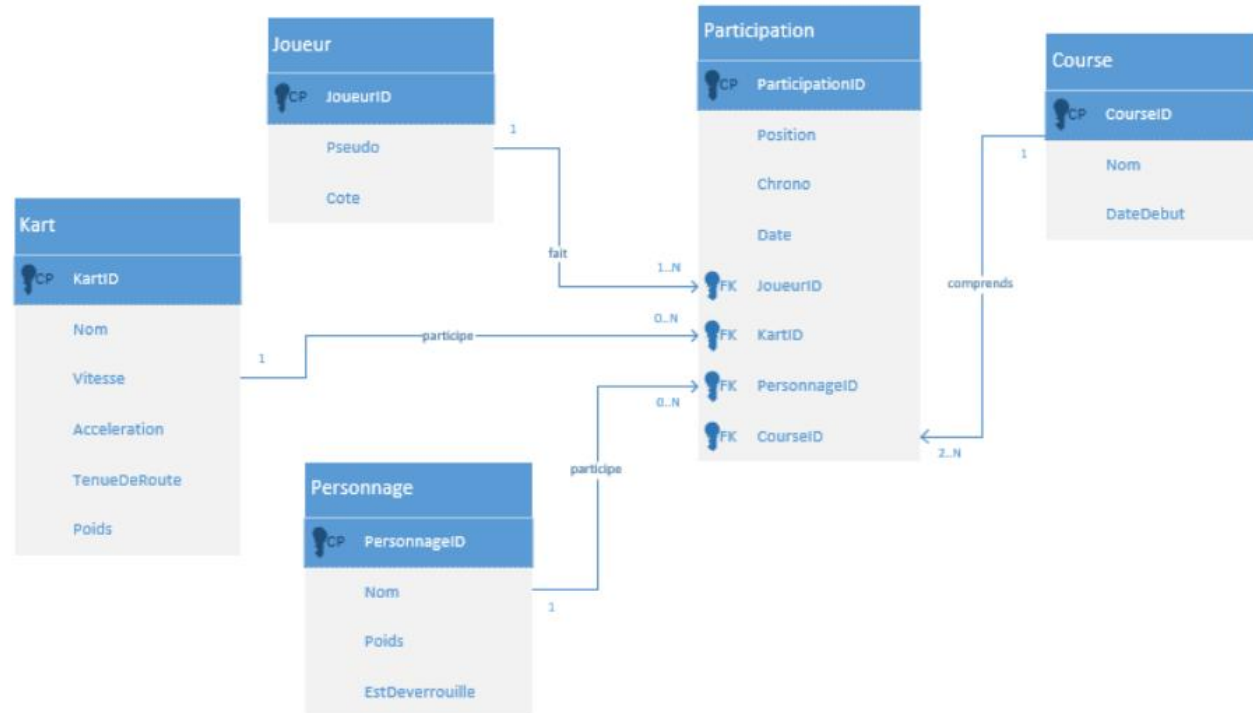 Joueur
CP JoueurID
Pseudo
Cote
Kart
CP KartID
Nom
Vitesse
Acceleration
TenueDeRoute
Poids
Personnage
CP PersonnageID
Nom
Poids
EstDeverrouille
Participation
CP ParticipationID
Position
Chrono
Date
FK JoueurID
FK KartID
FK PersonnageID
FK CourseID
Course
CP CourseID
Nom
DateDebut
1
fait
1..N
1
participe
0..N
1
participe
0..N
1
comprends
2..N